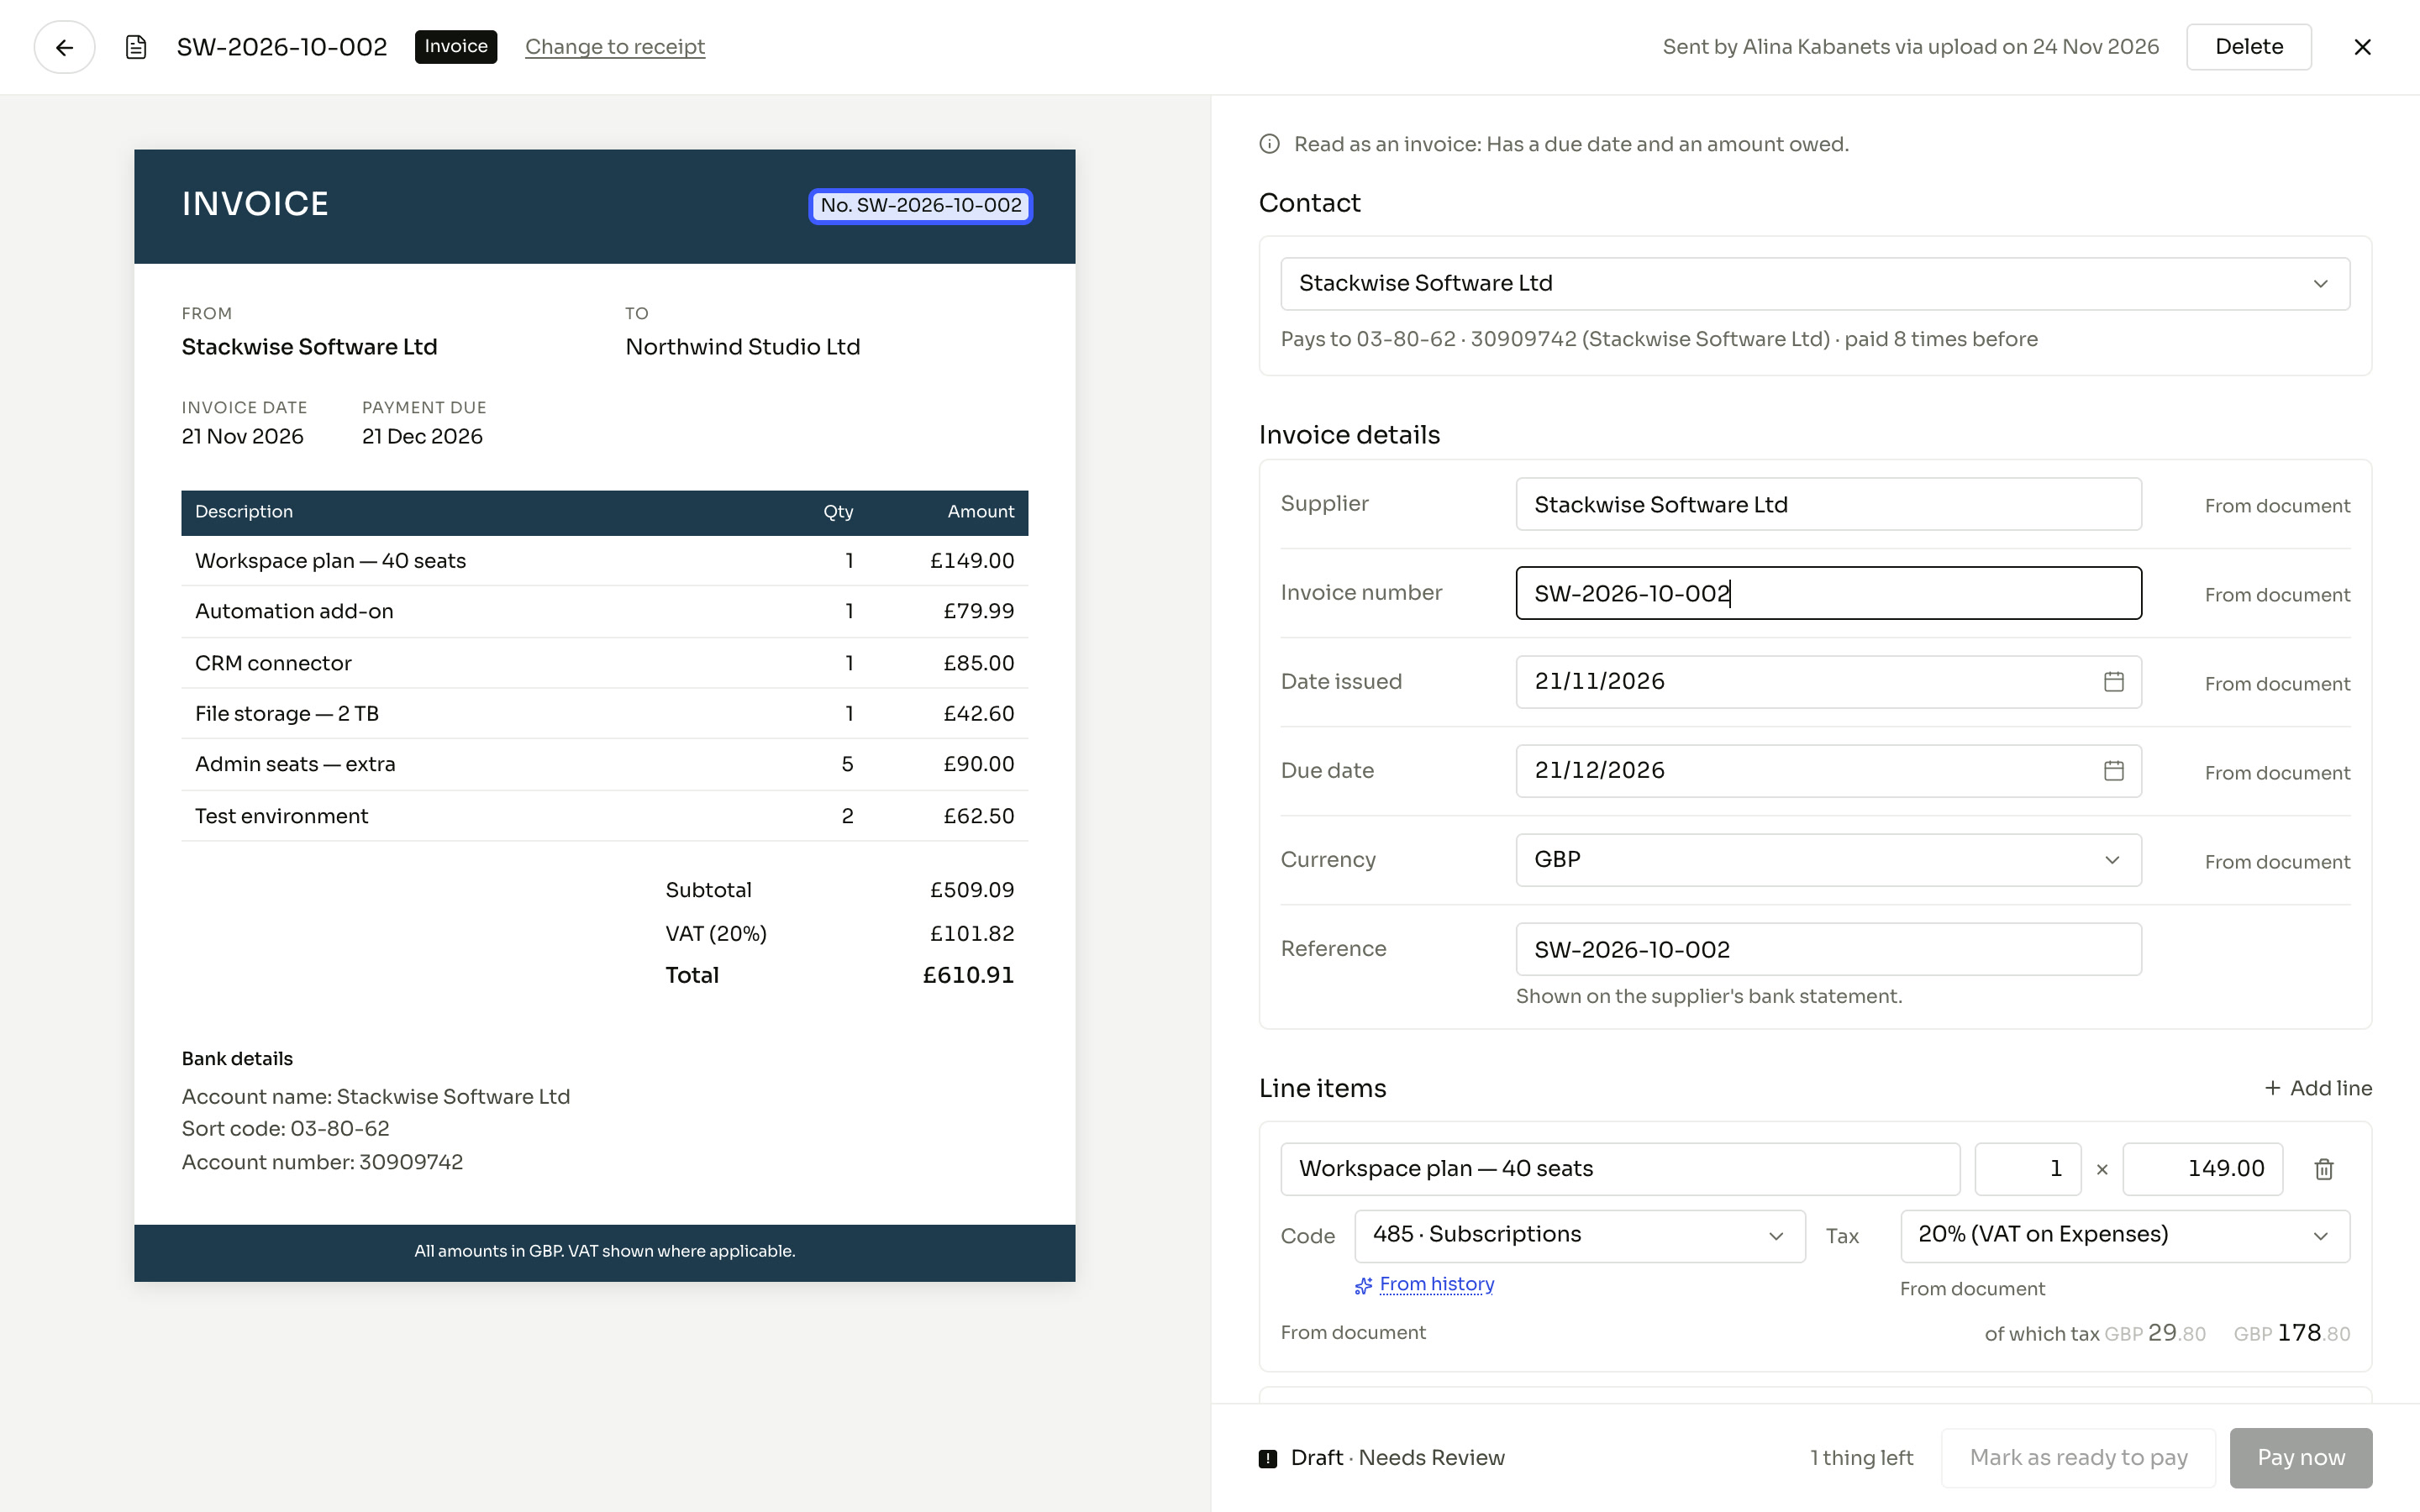 SW-2026-10-002 Invoice Change to receipt Sent by Alina Kabanets via upload on 24 Nov 2026 Delete
INVOICE No. SW-2026-10-002
FROM TO
Stackwise Software Ltd Northwind Studio Ltd
INVOICE DATE PAYMENT DUE
21 Nov 2026 21 Dec 2026
Description Qty Amount
Workspace plan — 40 seats 1 £149.00
Automation add-on 1 £79.99
CRM connector 1 £85.00
File storage — 2 TB 1 £42.60
Admin seats — extra 5 £90.00
Test environment 2 £62.50
Subtotal £509.09
VAT (20%) £101.82
Total £610.91
Bank details
Account name: Stackwise Software Ltd
Sort code: 03-80-62
Account number: 30909742
All amounts in GBP. VAT shown where applicable.
Read as an invoice: Has a due date and an amount owed.
Contact
Stackwise Software Ltd
Pays to 03-80-62 · 30909742 (Stackwise Software Ltd) · paid 8 times before
Invoice details
Supplier Stackwise Software Ltd From document
Invoice number SW-2026-10-002 From document
Date issued 21/11/2026 From document
Due date 21/12/2026 From document
Currency GBP From document
Reference SW-2026-10-002
Shown on the supplier's bank statement.
Line items + Add line
Workspace plan — 40 seats 1 × 149.00
Code 485 · Subscriptions Tax 20% (VAT on Expenses)
From history From document
From document of which tax GBP 29.80 GBP 178.80
Draft · Needs Review 1 thing left Mark as ready to pay Pay now